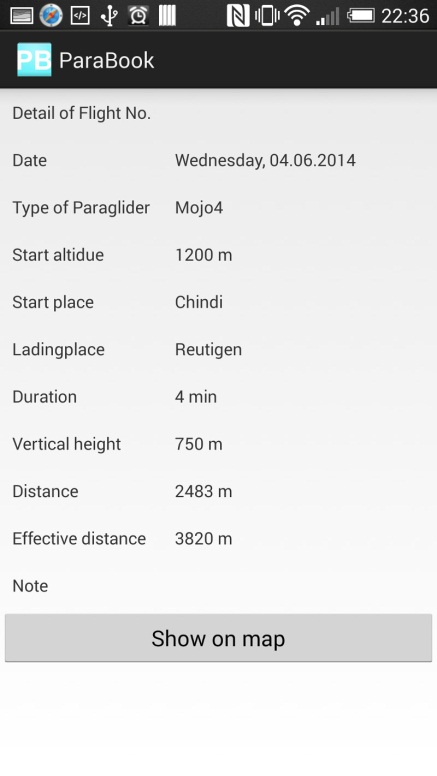 22:36
PB ParaBook
Detail of Flight No.
Date Wednesday, 04.06.2014
Type of Paraglider Mojo4
Start altidue 1200 m
Start place Chindi
Ladingplace Reutigen
Duration 4 min
Vertical height 750 m
Distance 2483 m
Effective distance 3820 m
Note
Show on map